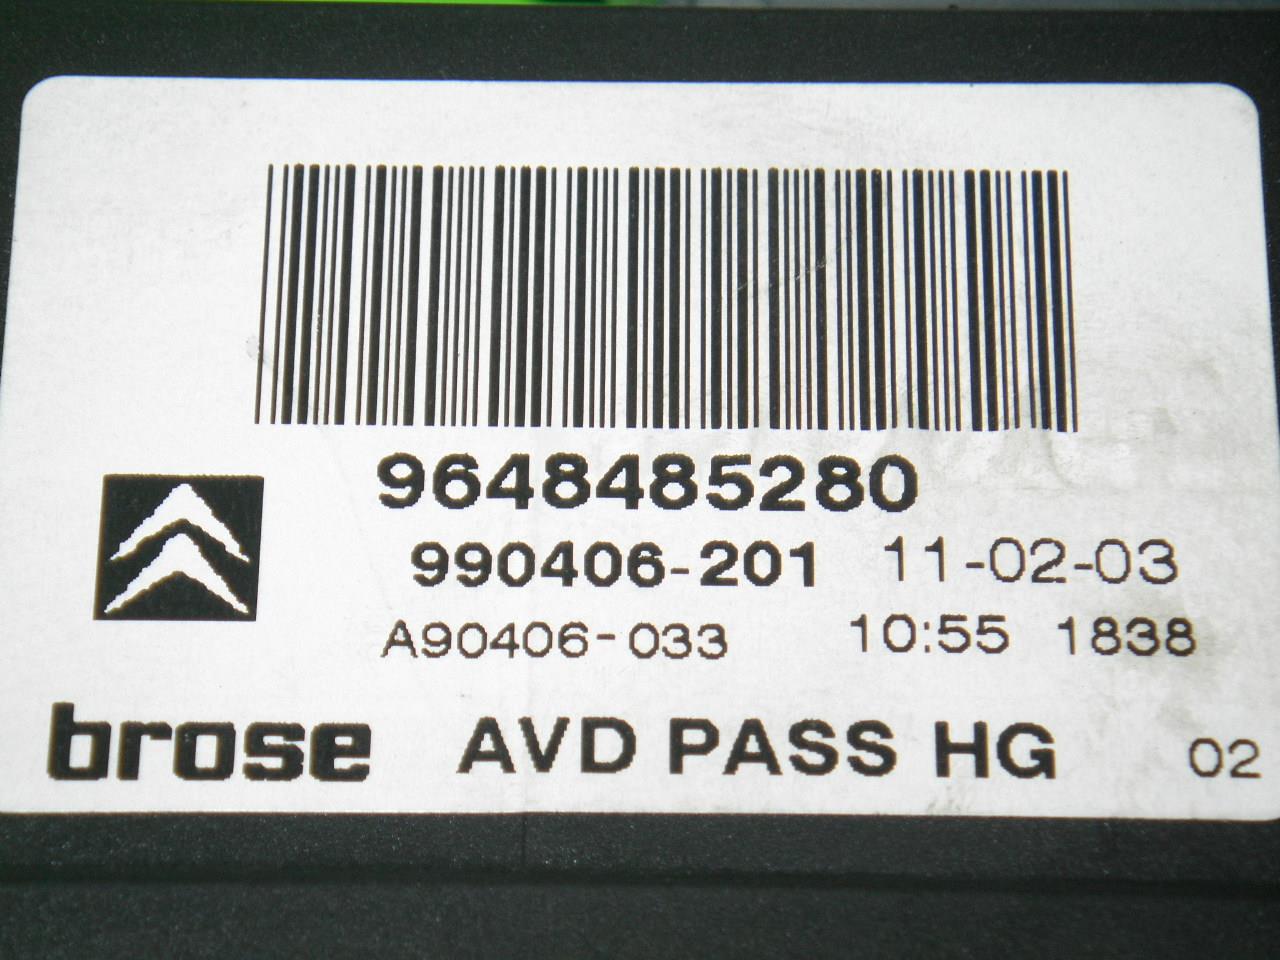 9648485280
990406-201 11-02-03
A90406-033 10:55 1838
brose AVD PASS HG 02